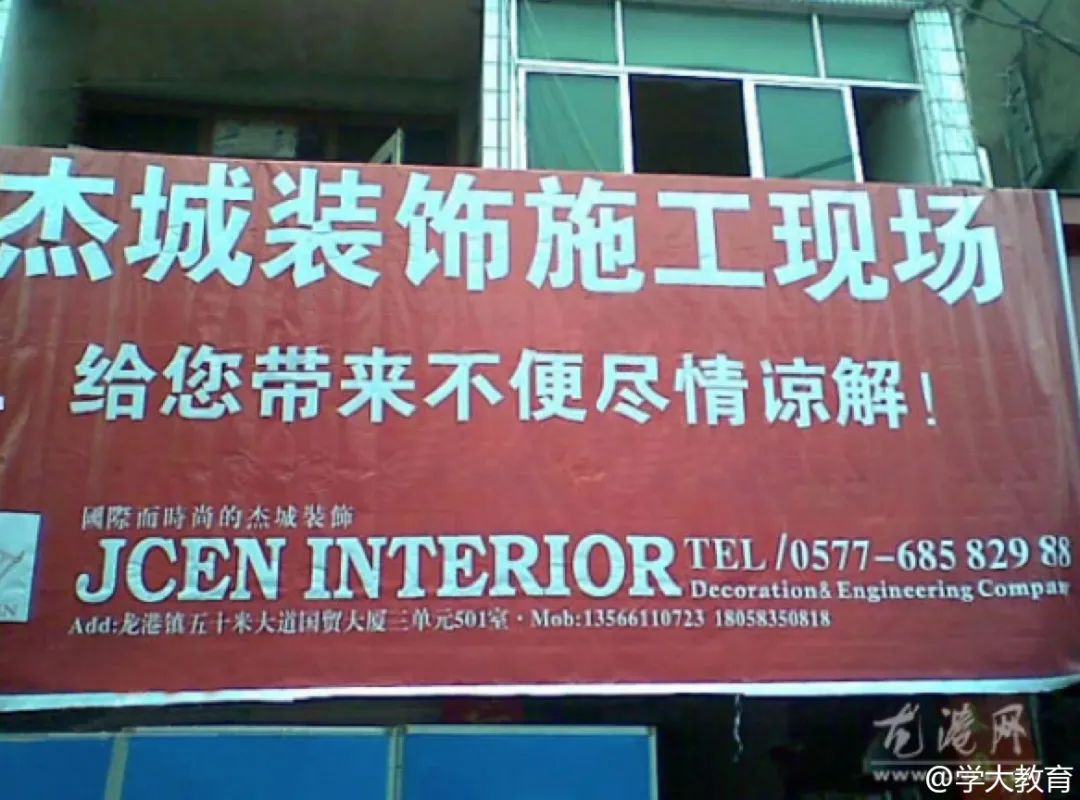 杰城装饰施工现场
给您带来不便尽情谅解！
國際而時尚的杰城装飾
JCEN INTERIOR TEL/0577-685 829 88
Decoration& Engineering Compan
Add:龙港镇五十米大道国贸大厦三单元501室·Mob:13566110723 18058350818
龙港网
@学大教育